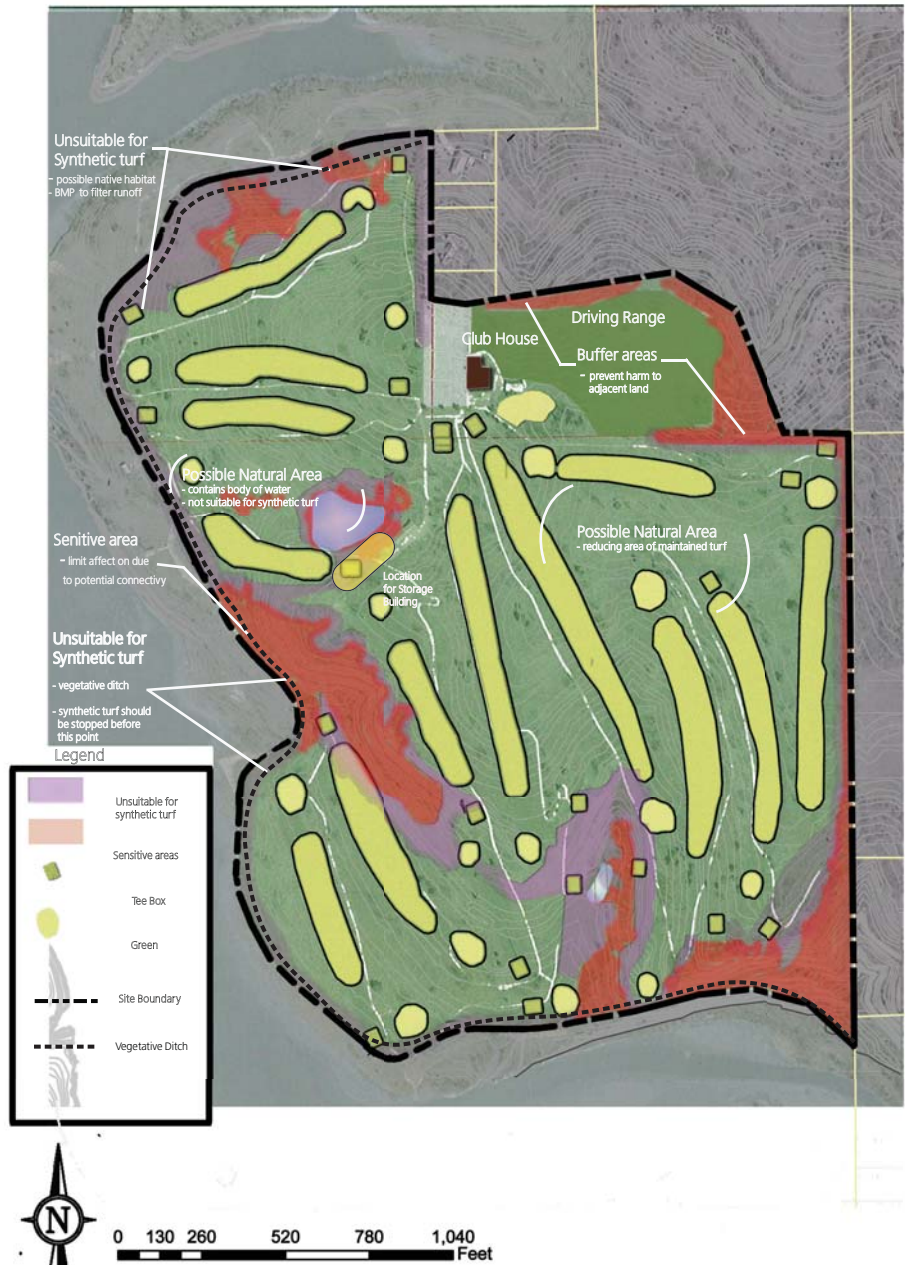 Unsuitable for
Synthetic turf
- possible native habitat
- BMP to filter runoff
Driving Range
Club House
Buffer areas
- prevent harm to
adjacent land
Possible Natural Area
- contains body of water
- not suitable for synthetic turf
Possible Natural Area
- reducing area of maintained turf
Senitive area
- limit affect on due
to potential connectivy
Location
for Storage
Building
Unsuitable for
Synthetic turf
- vegetative ditch
- synthetic turf should
be stopped before
this point
Legend
Unsuitable for
synthetic turf
Sensitive areas
Tee Box
Green
Site Boundary
Vegetative Ditch
N
0 130 260 520 780 1,040
Feet